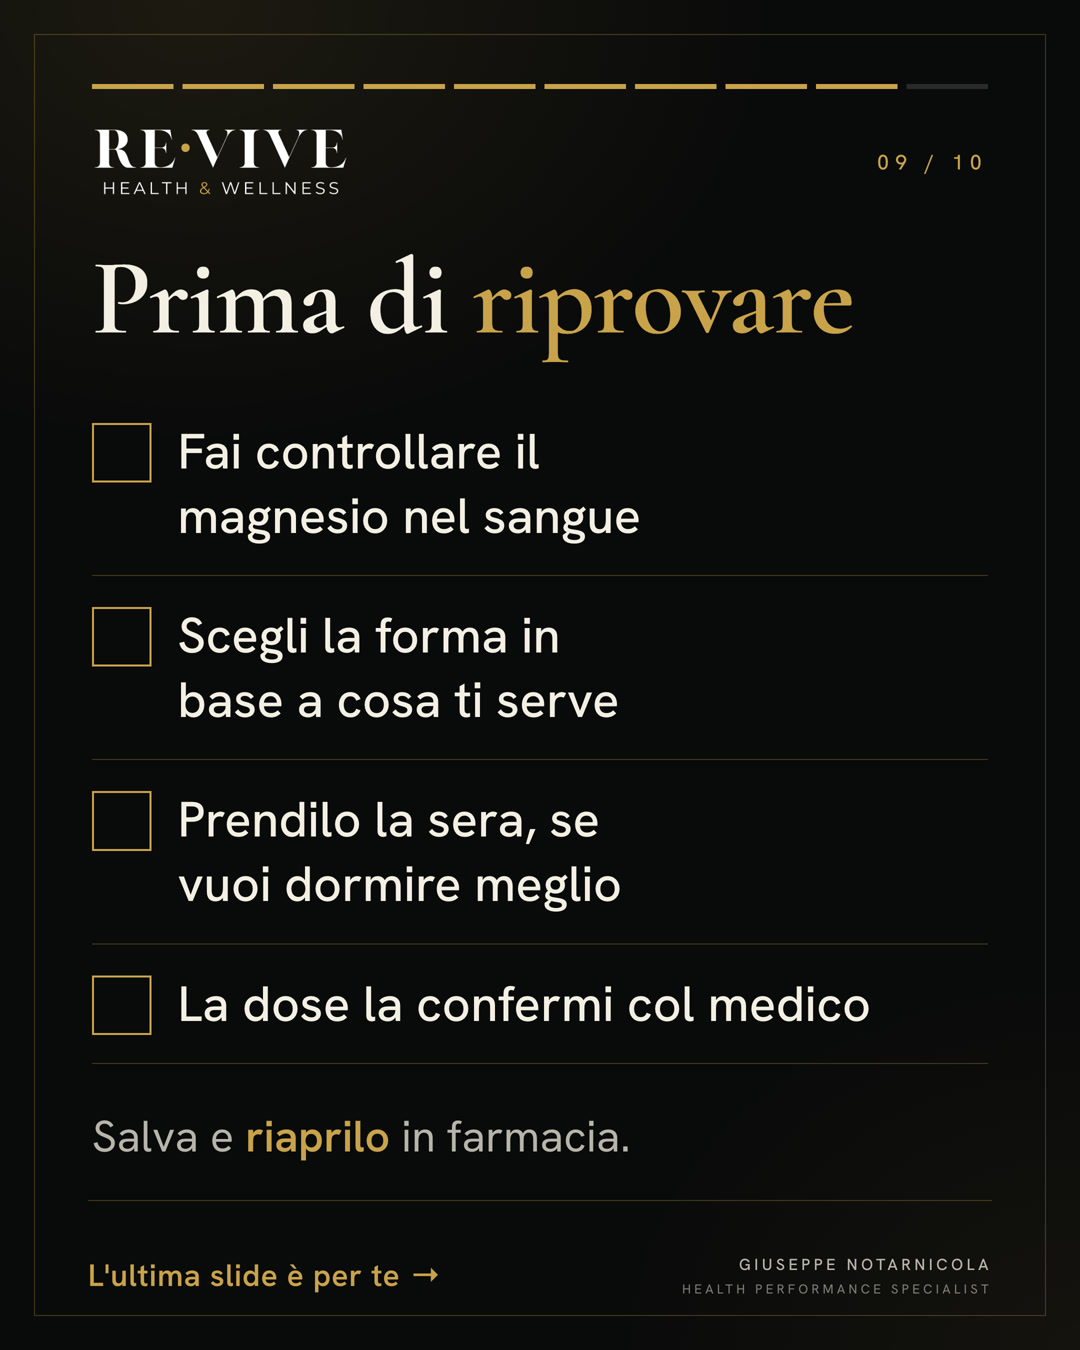 RE·VIVE
HEALTH & WELLNESS
09 / 10
Prima di riprovare
Fai controllare il
magnesio nel sangue
Scegli la forma in
base a cosa ti serve
Prendilo la sera, se
vuoi dormire meglio
La dose la confermi col medico
Salva e riaprilo in farmacia.
L'ultima slide è per te →
GIUSEPPE NOTARNICOLA
HEALTH PERFORMANCE SPECIALIST